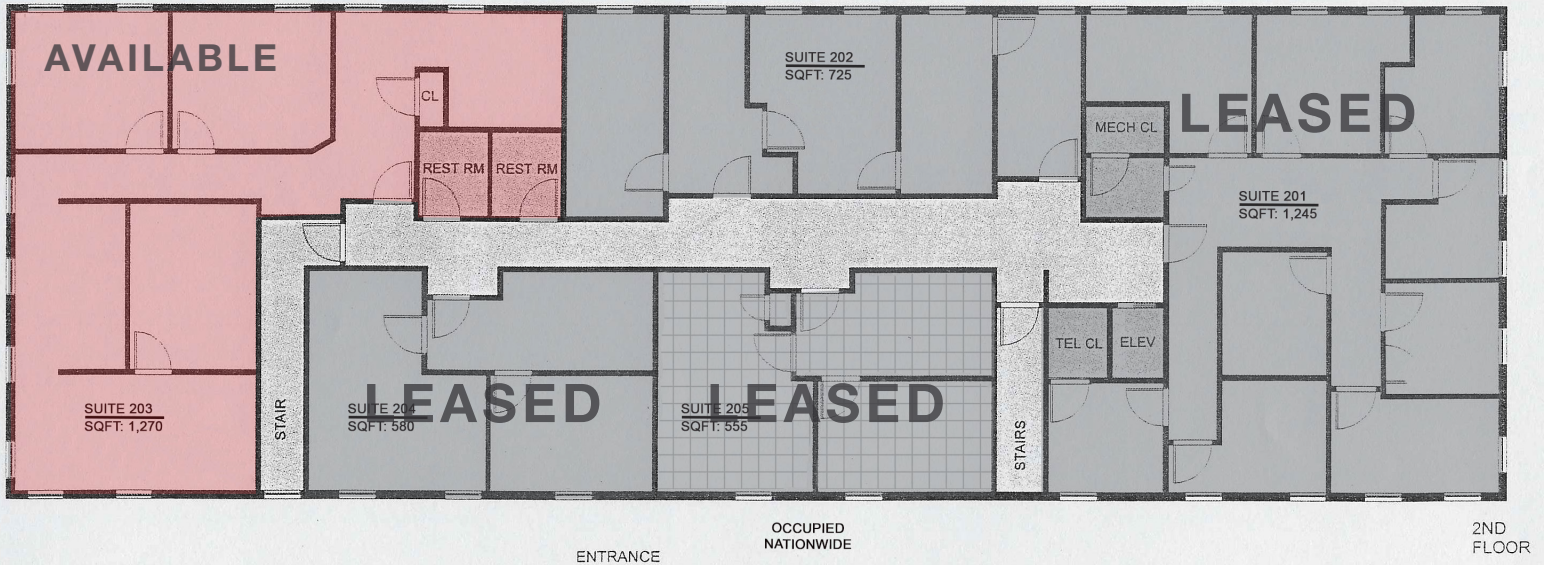 AVAILABLE
SUITE 202
SQFT: 725
CL
LEASED
MECH CL
REST RM
REST RM
SUITE 201
SQFT: 1,245
TEL CL
ELEV
SUITE 203
SQFT: 1,270
STAIR
LEASED
SUITE 204
SQFT: 580
LEASED
SUITE 205
SQFT: 555
STAIRS
OCCUPIED
NATIONWIDE
ENTRANCE
2ND
FLOOR